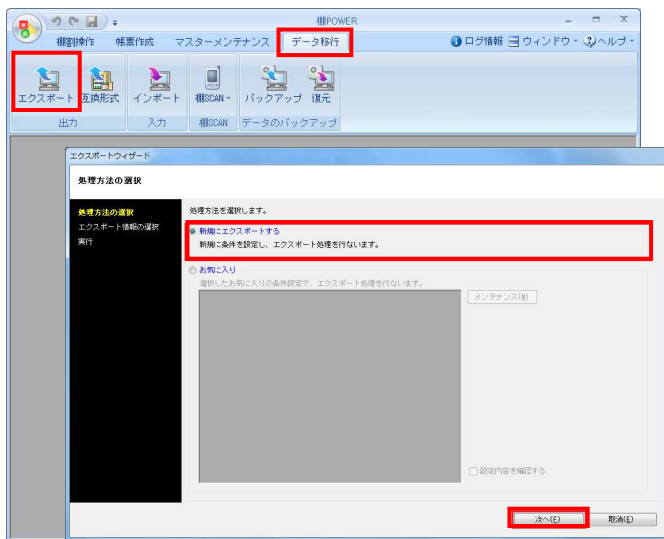 棚POWER
棚割操作 帳票作成 マスターメンテナンス データ移行 ログ情報 ウィンドウ ヘルプ
エクスポート 互換形式 インポート 棚SCAN バックアップ 復元
出力 入力 棚SCAN データのバックアップ
エクスポートウィザード
処理方法の選択
処理方法の選択
エクスポート情報の選択
実行
処理方法を選択します。
新規にエクスポートする
新規に条件を設定し、エクスポート処理を行ないます。
お気に入り
選択したお気に入りの条件設定で、エクスポート処理を行ないます。
メンテナンス(M)
設定内容を確認する
次へ(E) 取消(E)